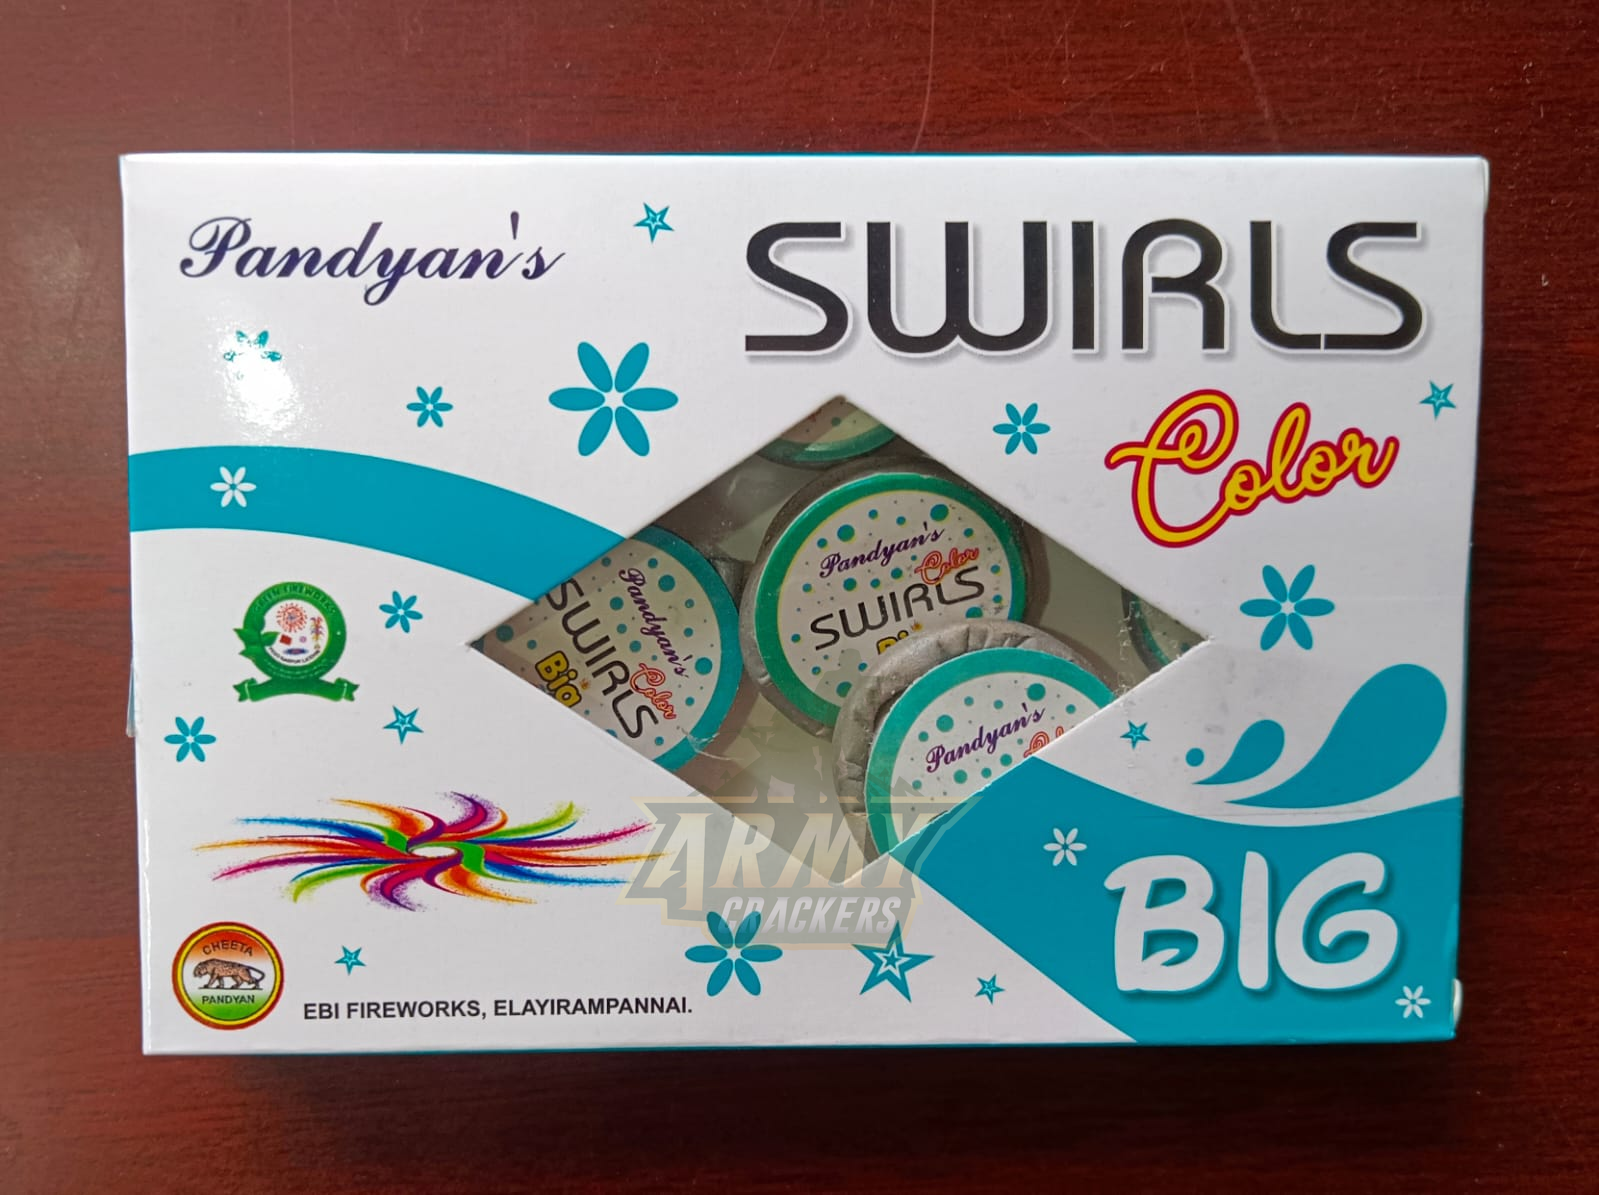 Pandyan's
SWIRLS
Color
Pandyan's
Color
SWIRLS
Big
Pandyan's
Color
SWIRLS
Pandyan's
ARMY
CRACKERS
BIG
CHEETA
PANDYAN
EBI FIREWORKS, ELAYIRAMPANNAI.